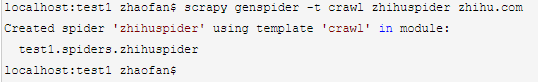 localhost:test1 zhaofan$ scrapy genspider -t crawl zhihuspider zhihu.com
Created spider 'zhihuspider' using template 'crawl' in module:
  test1.spiders.zhihuspider
localhost:test1 zhaofan$